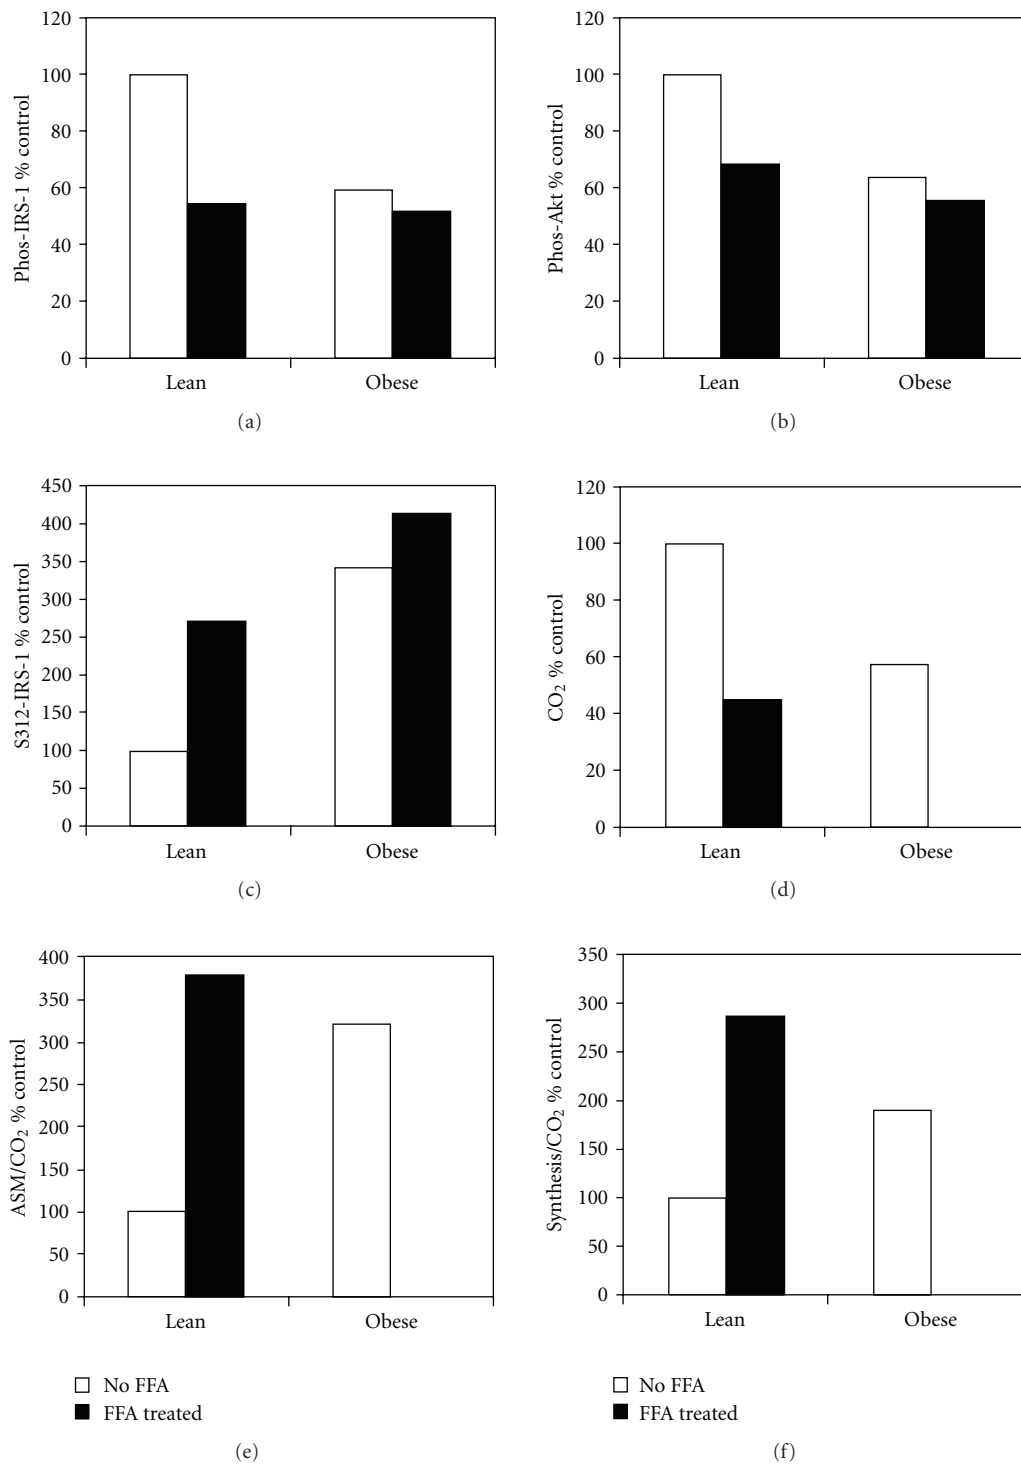 120
100
80
60
40
20
0
Phos-IRS-1 % control
Lean Obese
(a)
120
100
80
60
40
20
0
Phos-Akt % control
Lean Obese
(b)
450
400
350
300
250
200
150
100
50
0
S312-IRS-1 % control
Lean Obese
(c)
120
100
80
60
40
20
0
CO₂ % control
Lean Obese
(d)
400
350
300
250
200
150
100
50
0
ASM/CO₂ % control
Lean Obese
No FFA
FFA treated
(e)
350
300
250
200
150
100
50
0
Synthesis/CO₂ % control
Lean Obese
No FFA
FFA treated
(f)